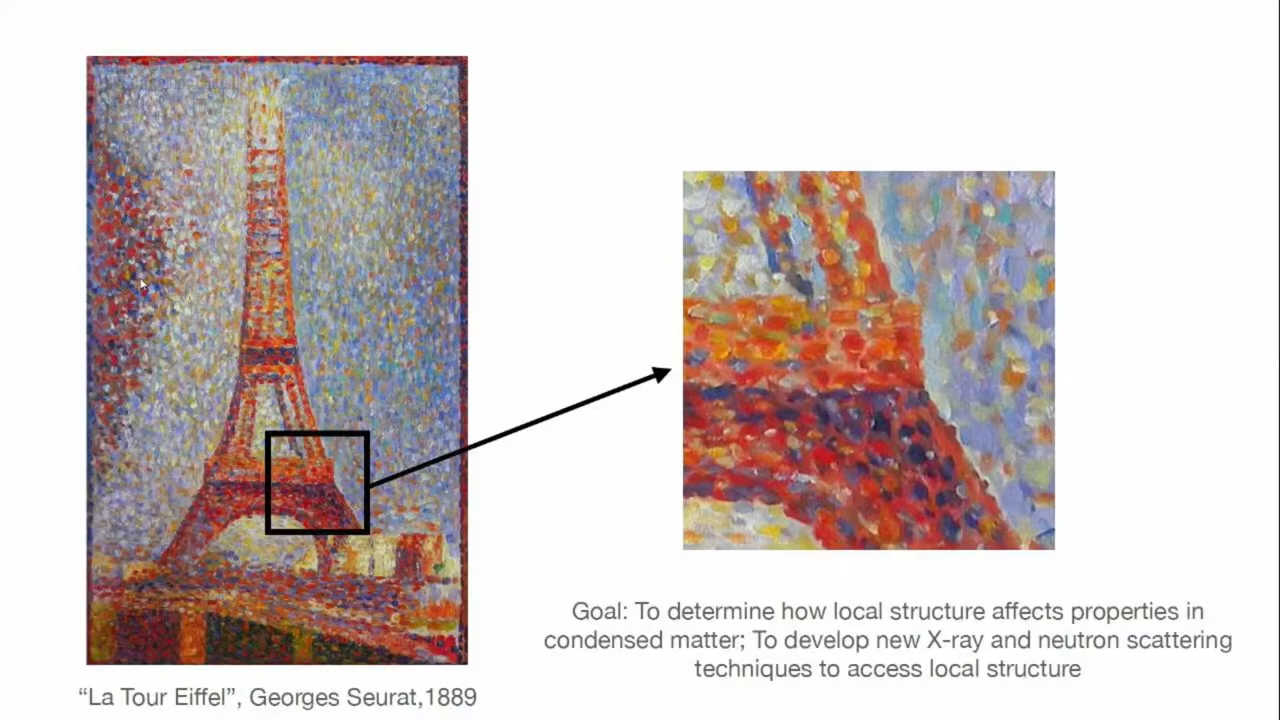 "La Tour Eiffel", Georges Seurat,1889
Goal: To determine how local structure affects properties in
condensed matter; To develop new X-ray and neutron scattering
techniques to access local structure